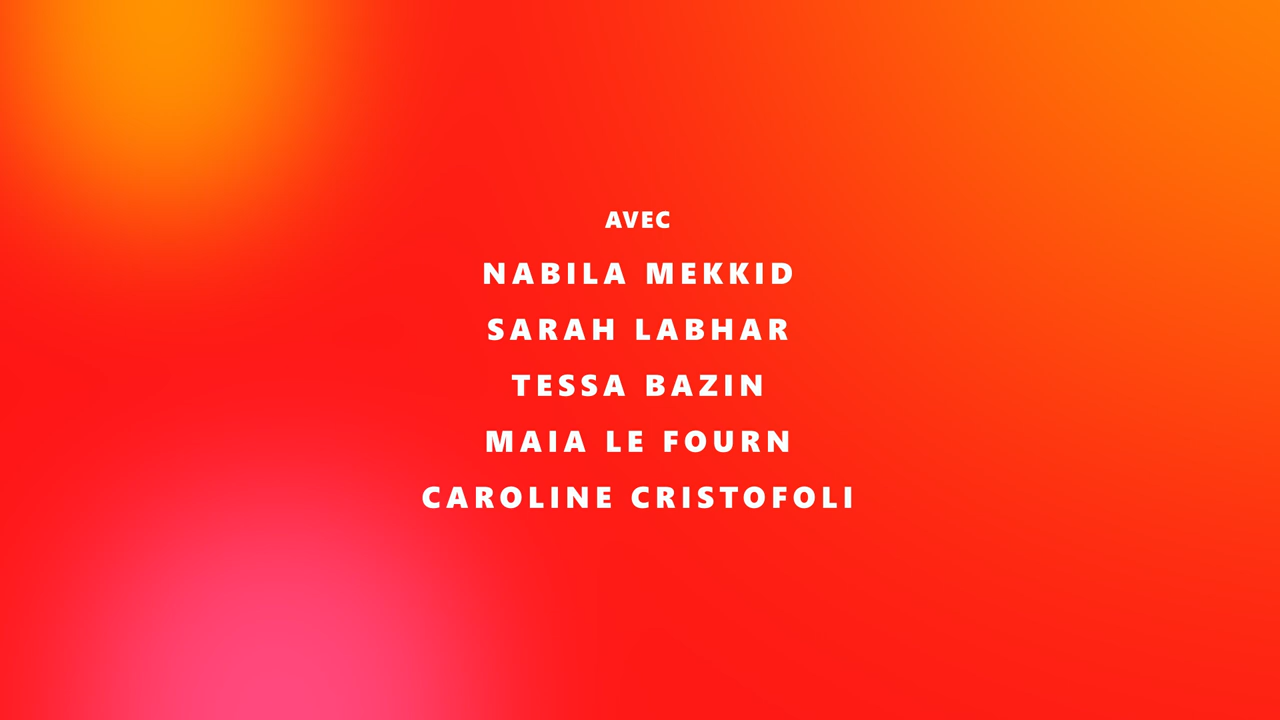 AVEC
NABILA MEKKID
SARAH LABHAR
TESSA BAZIN
MAIA LE FOURN
CAROLINE CRISTOFOLI